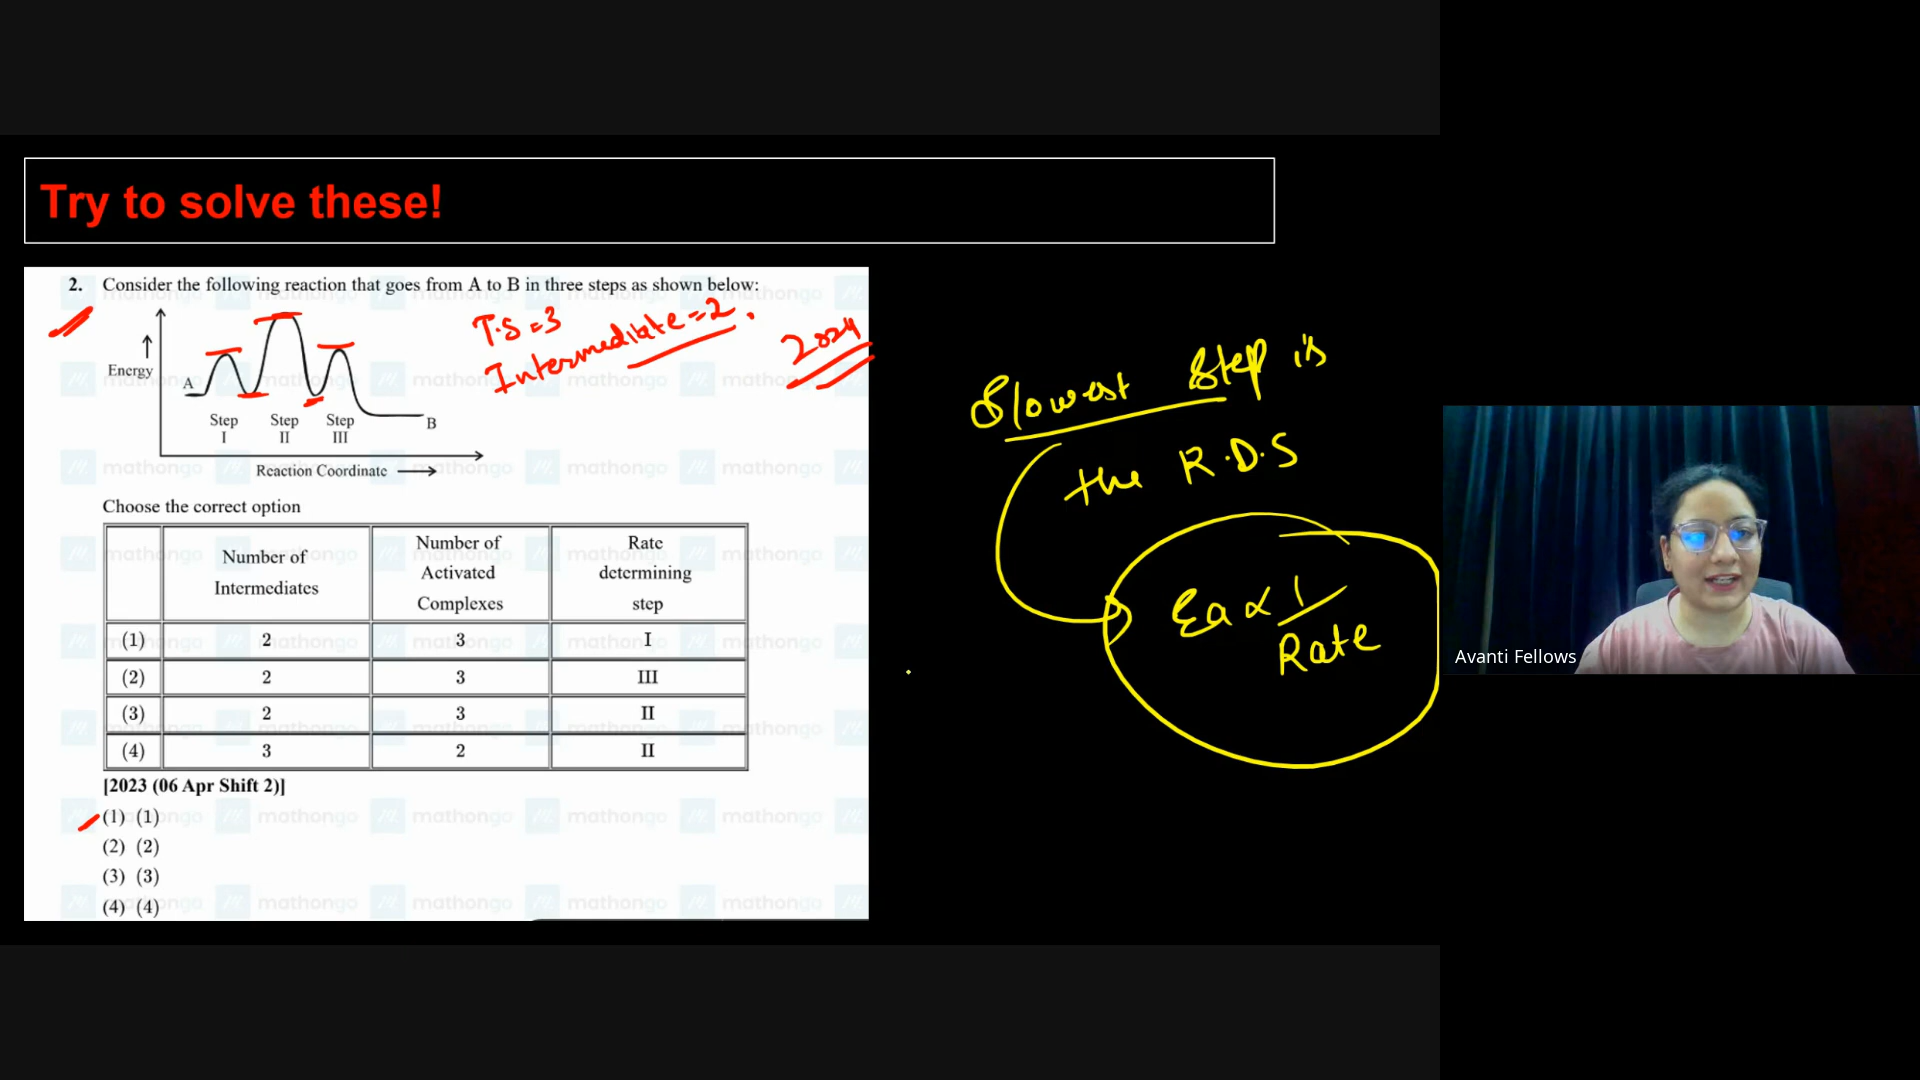 Try to solve these!
2. Consider the following reaction that goes from A to B in three steps as shown below:
T.S = 3
Intermediate = 2.
2024
Energy
A
B
Step I
Step II
Step III
Reaction Coordinate
Choose the correct option
Number of Intermediates | Number of Activated Complexes | Rate determining step
(1) 2 3 I
(2) 2 3 III
(3) 2 3 II
(4) 3 2 II
[2023 (06 Apr Shift 2)]
(1) (1)
(2) (2)
(3) (3)
(4) (4)
Slowest Step is
the R.D.S
Ea ∝ 1/Rate
Avanti Fellows
mathongo